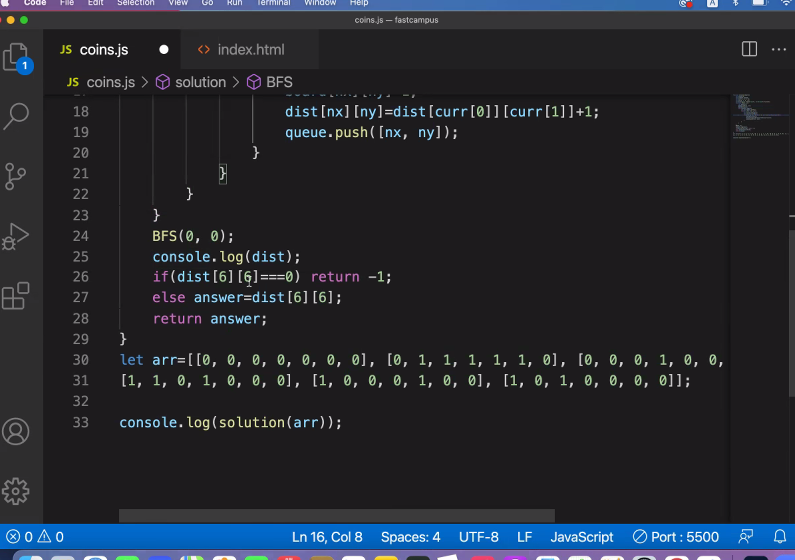 Code File Edit Selection View Go Run Terminal Window Help
coins.js — fastcampus
JS coins.js ● <> index.html
JS coins.js > solution > BFS
18 dist[nx][ny]=dist[curr[0]][curr[1]]+1;
19 queue.push([nx, ny]);
20 }
21 }
22 }
23 }
24 BFS(0, 0);
25 console.log(dist);
26 if(dist[6][6]===0) return -1;
27 else answer=dist[6][6];
28 return answer;
29 }
30 let arr=[[0, 0, 0, 0, 0, 0, 0], [0, 1, 1, 1, 1, 1, 0], [0, 0, 0, 1, 0, 0,
31 [1, 1, 0, 1, 0, 0, 0], [1, 0, 0, 0, 1, 0, 0], [1, 0, 1, 0, 0, 0, 0]];
32
33 console.log(solution(arr));
1
0 0 Ln 16, Col 8 Spaces: 4 UTF-8 LF JavaScript Port : 5500